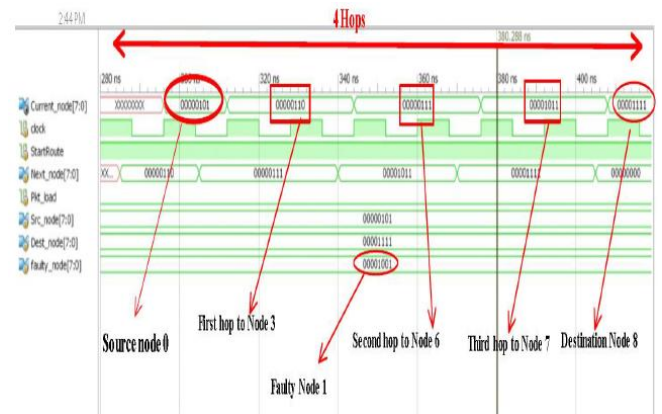 2:44 PM
4 Hops
380.288 ns
280 ns 300 ns 320 ns 340 ns 360 ns 380 ns 400 ns
Current_node[7:0] XXXXXXXX 00000101 00000110 00000111 00001011 00001111
clock
StartRoute
Next_node[7:0] XX... 00000110 00000111 00001011 00001111 00000000
Pkt_load
Src_node[7:0] 00000101
Dest_node[7:0] 00001111
faulty_node[7:0] 00001001
First hop to Node 3
Source node 0
Second hop to Node 6
Third hop to Node 7
Destination Node 8
Faulty Node 1